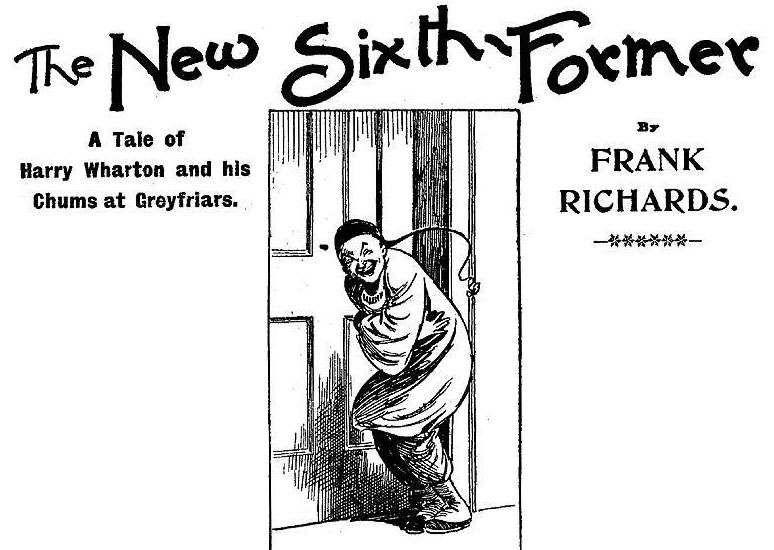 The New Sixth-Former
A Tale of
Harry Wharton and his
Chums at Greyfriars.
By
FRANK
RICHARDS.